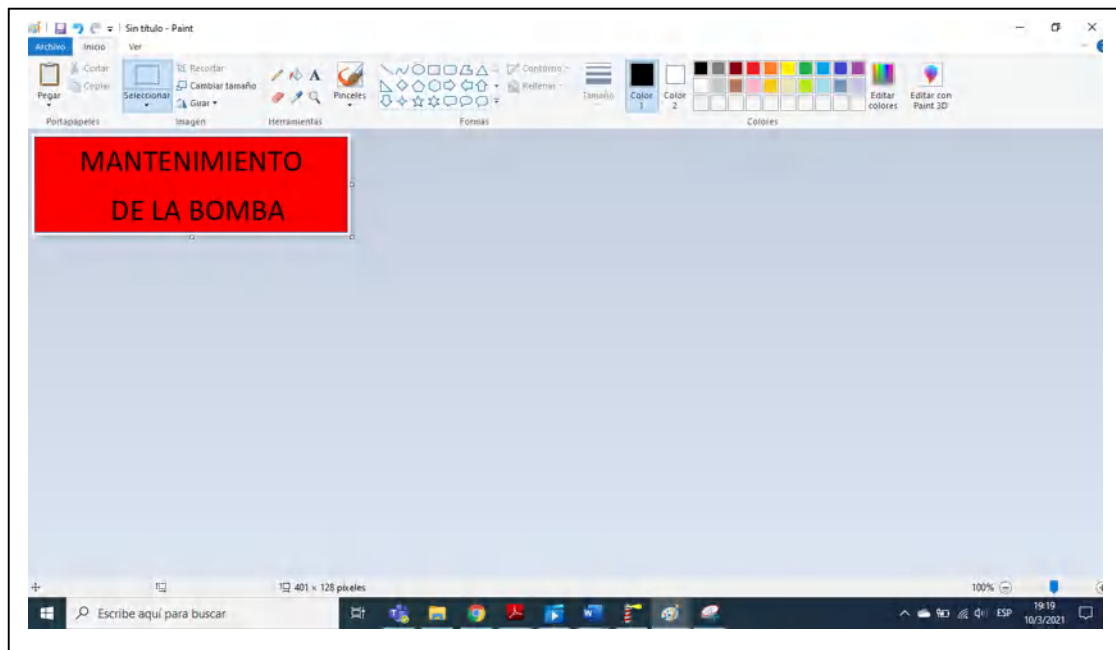 Sin título - Paint
Archivo Inicio Ver
Pegar
Cortar
Copiar
Portapapeles
Seleccionar
Recortar
Cambiar tamaño
Girar
Imagen
A
Herramientas
Pinceles
Formas
Contorno
Rellenar
Tamaño
Color 1
Color 2
Colores
Editar colores
Editar con Paint 3D
MANTENIMIENTO
DE LA BOMBA
401 × 128 píxeles
100%
Escribe aquí para buscar
ESP
19:19
10/3/2021